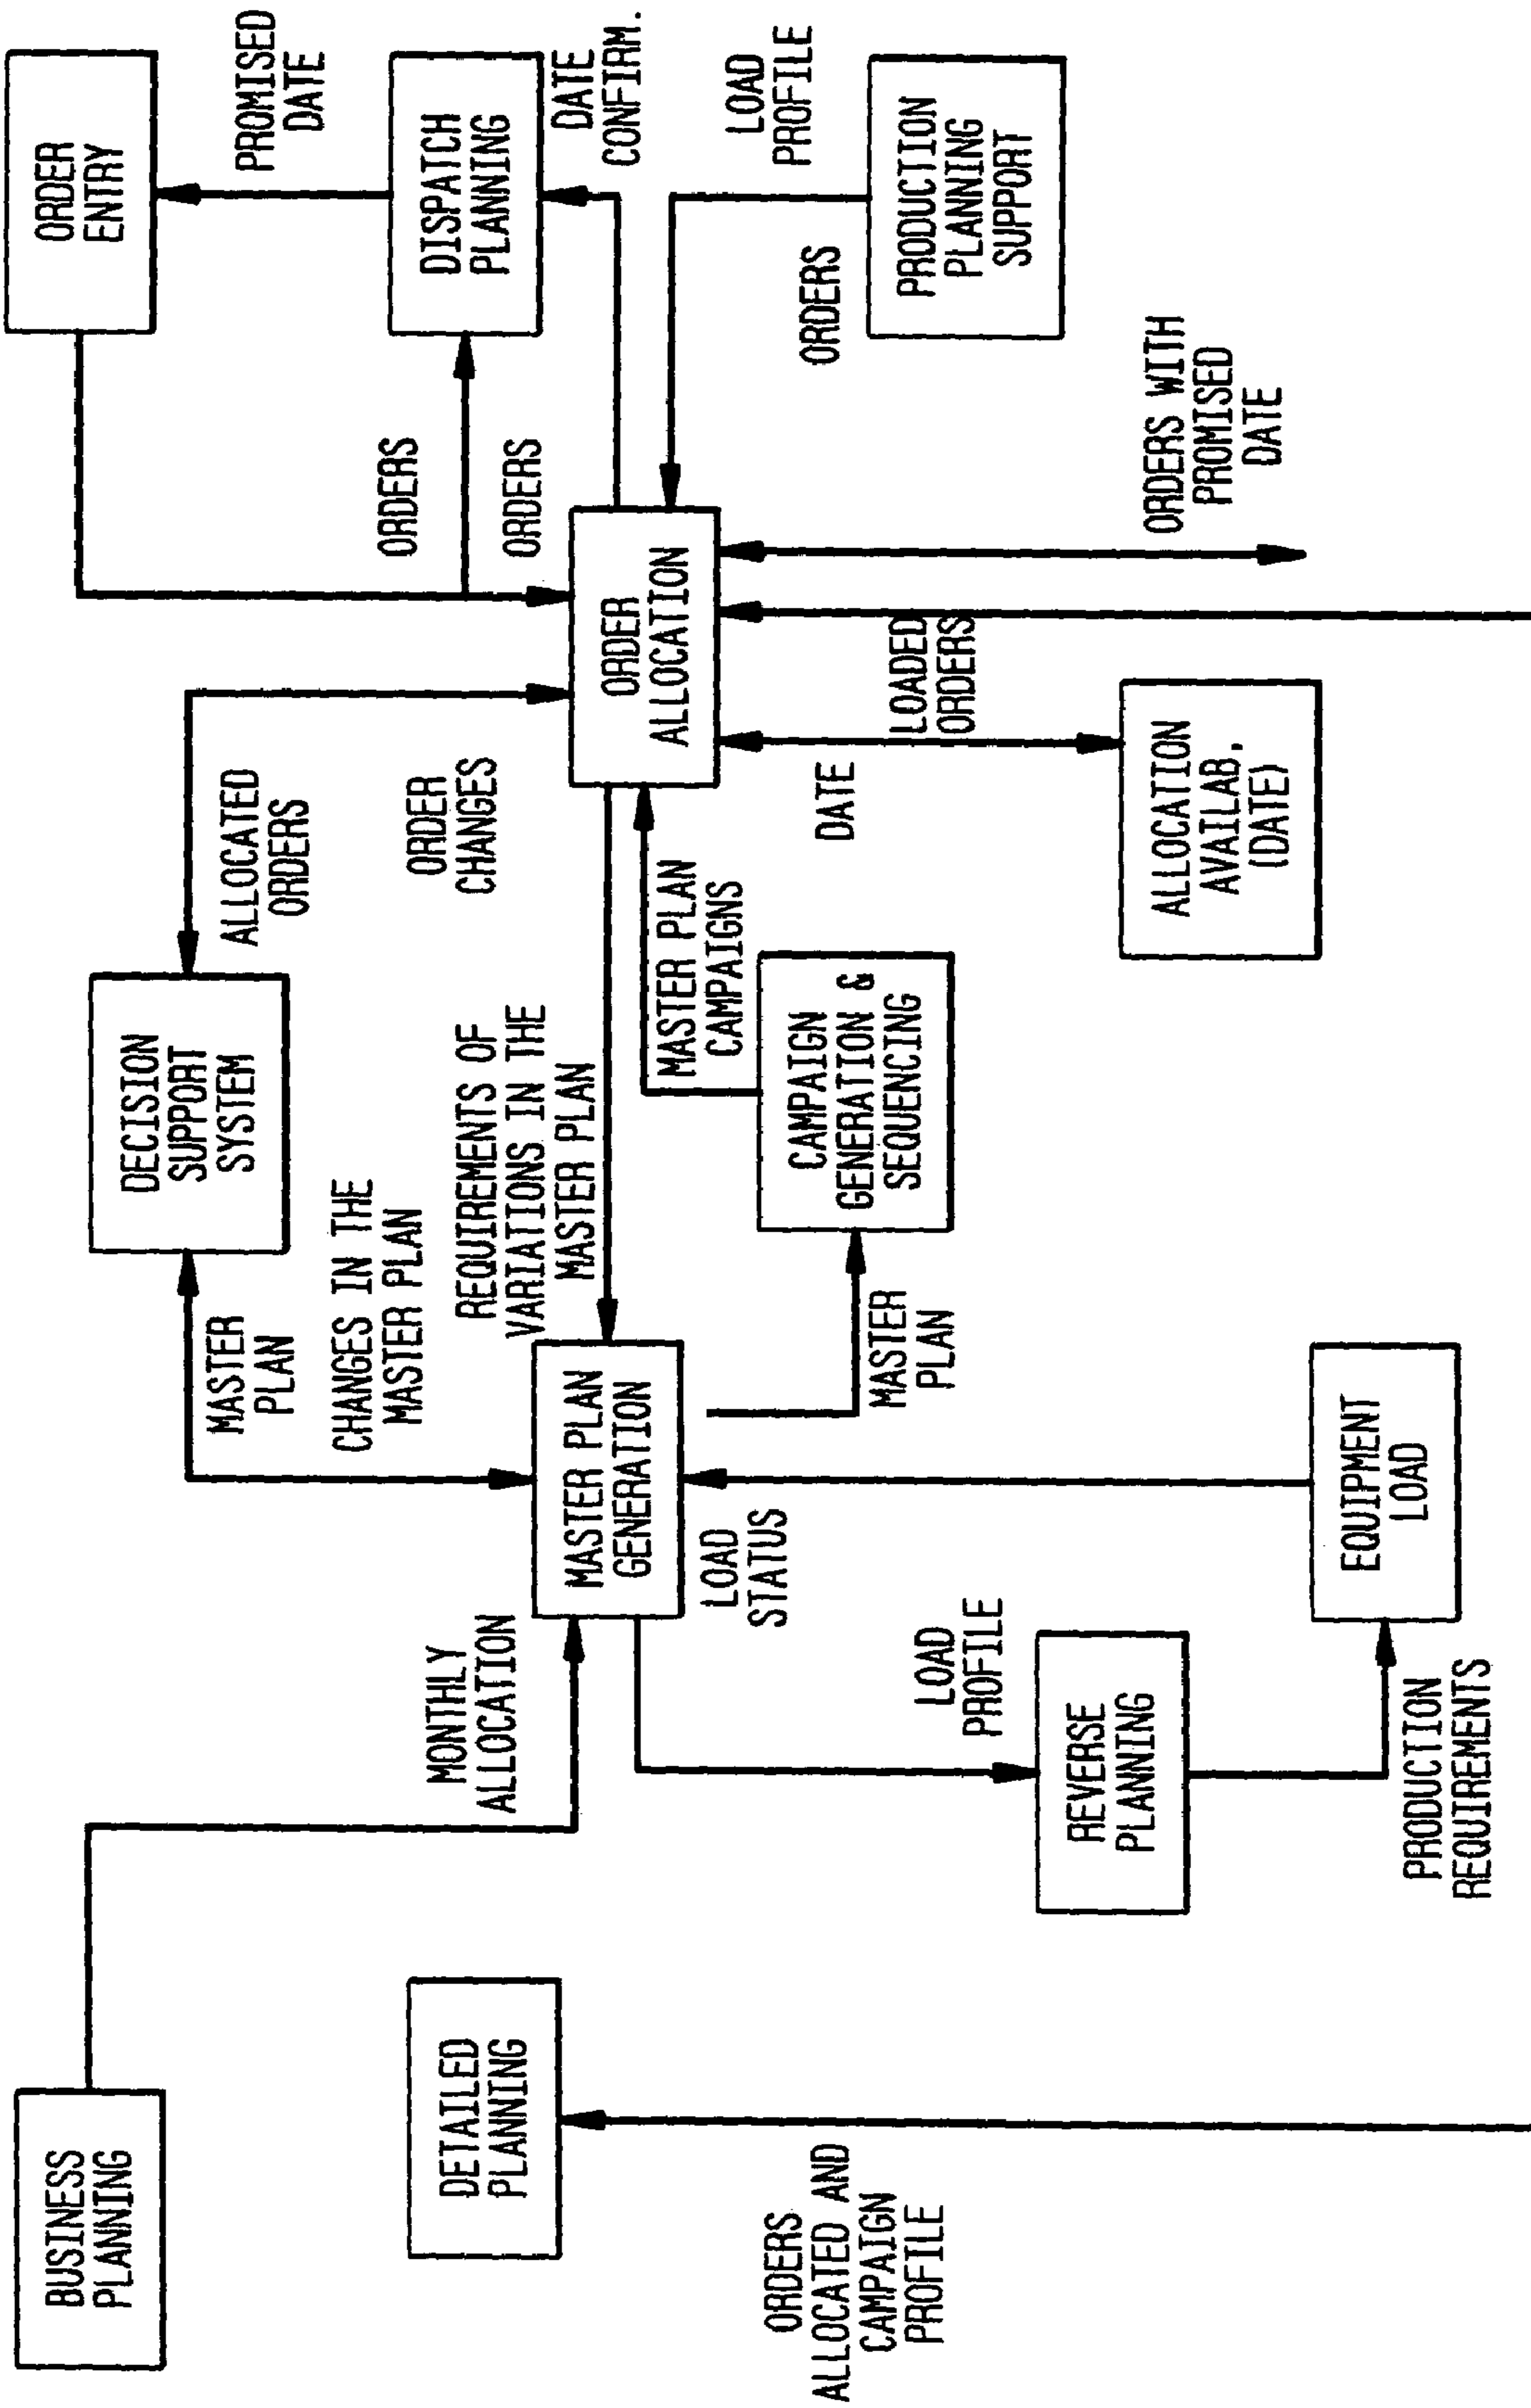 BUSINESS
PLANNING
DECISION
SUPPORT
SYSTEM
ORDER
ENTRY
MASTER
PLAN
ALLOCATED
ORDERS
PROMISED
DATE
CHANGES IN THE
MASTER PLAN
ORDER
CHANGES
ORDERS
DETAILED
PLANNING
MONTHLY
ALLOCATION
REQUIREMENTS OF
VARIATIONS IN THE
MASTER PLAN
ORDERS
DISPATCH
PLANNING
DATE
CONFIRM.
MASTER PLAN
GENERATION
ORDER
ALLOCATION
MASTER PLAN
CAMPAIGNS
LOAD
STATUS
LOAD
PROFILE
ORDERS
ALLOCATED AND
CAMPAIGN
PROFILE
CAMPAIGN
GENERATION &
SEQUENCING
DATE
LOADED
ORDERS
ORDERS
MASTER
PLAN
LOAD
PROFILE
PRODUCTION
PLANNING
SUPPORT
REVERSE
PLANNING
ALLOCATION
AVAILAB.
(DATE)
ORDERS WITH
PROMISED
DATE
EQUIPMENT
LOAD
PRODUCTION
REQUIREMENTS